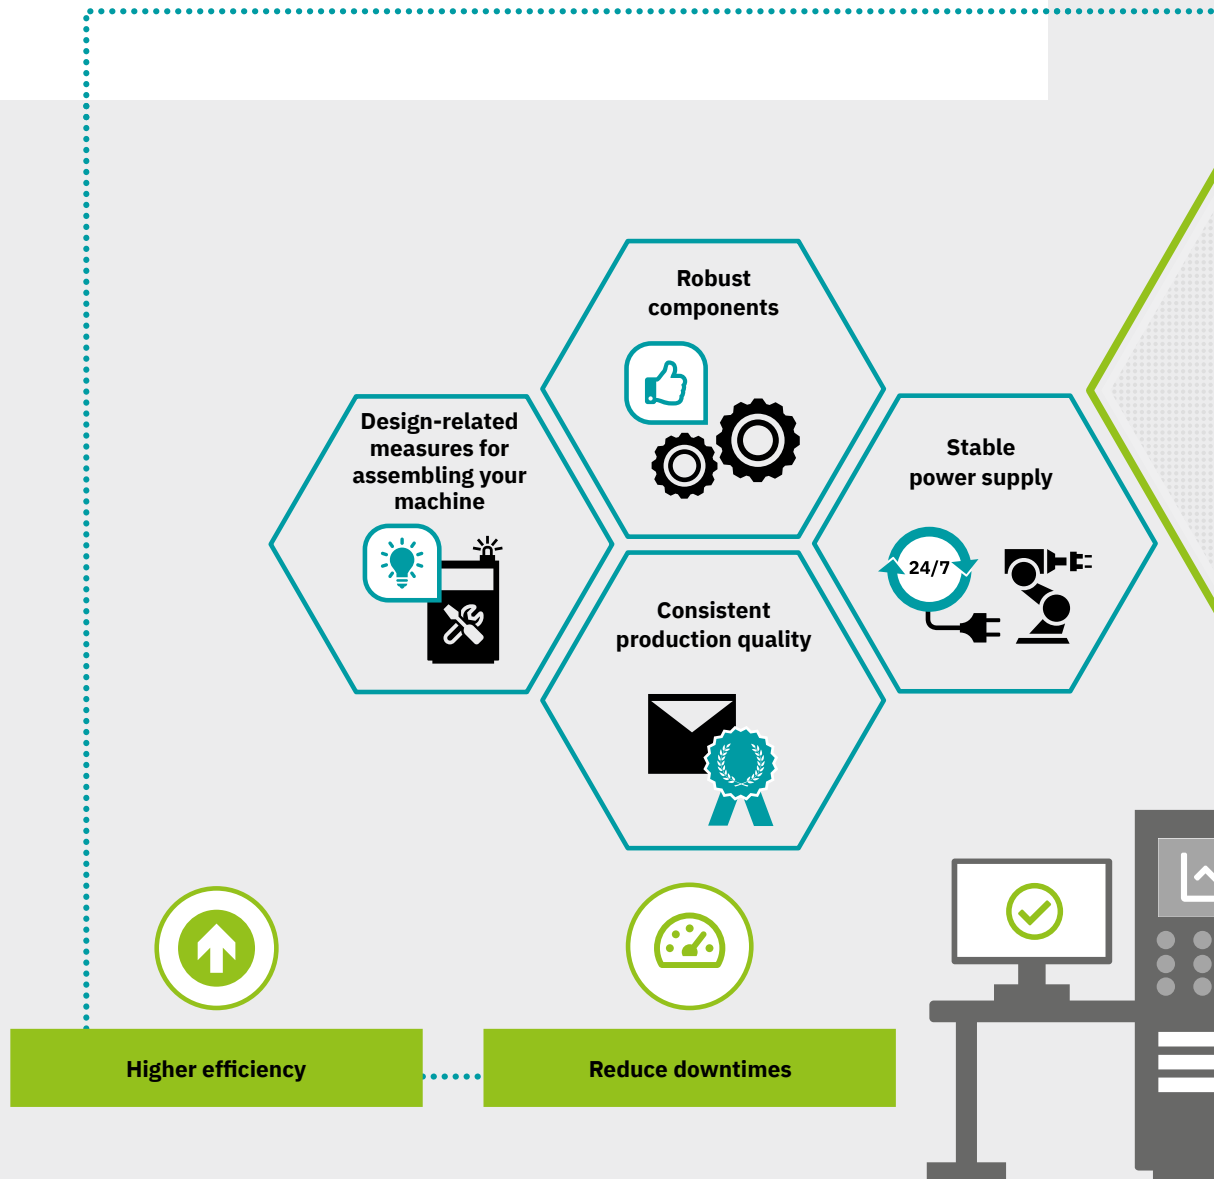 Robust
components
Design-related
measures for
assembling your
machine
Stable
power supply
24/7
Consistent
production quality
Higher efficiency
Reduce downtimes